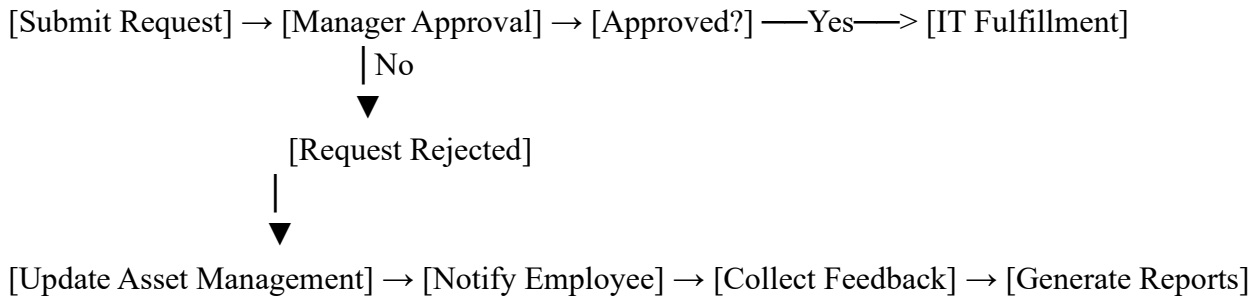 [Submit Request] → [Manager Approval] → [Approved?] ──Yes──> [IT Fulfillment]
│ No
▼
[Request Rejected]
│
▼
[Update Asset Management] → [Notify Employee] → [Collect Feedback] → [Generate Reports]